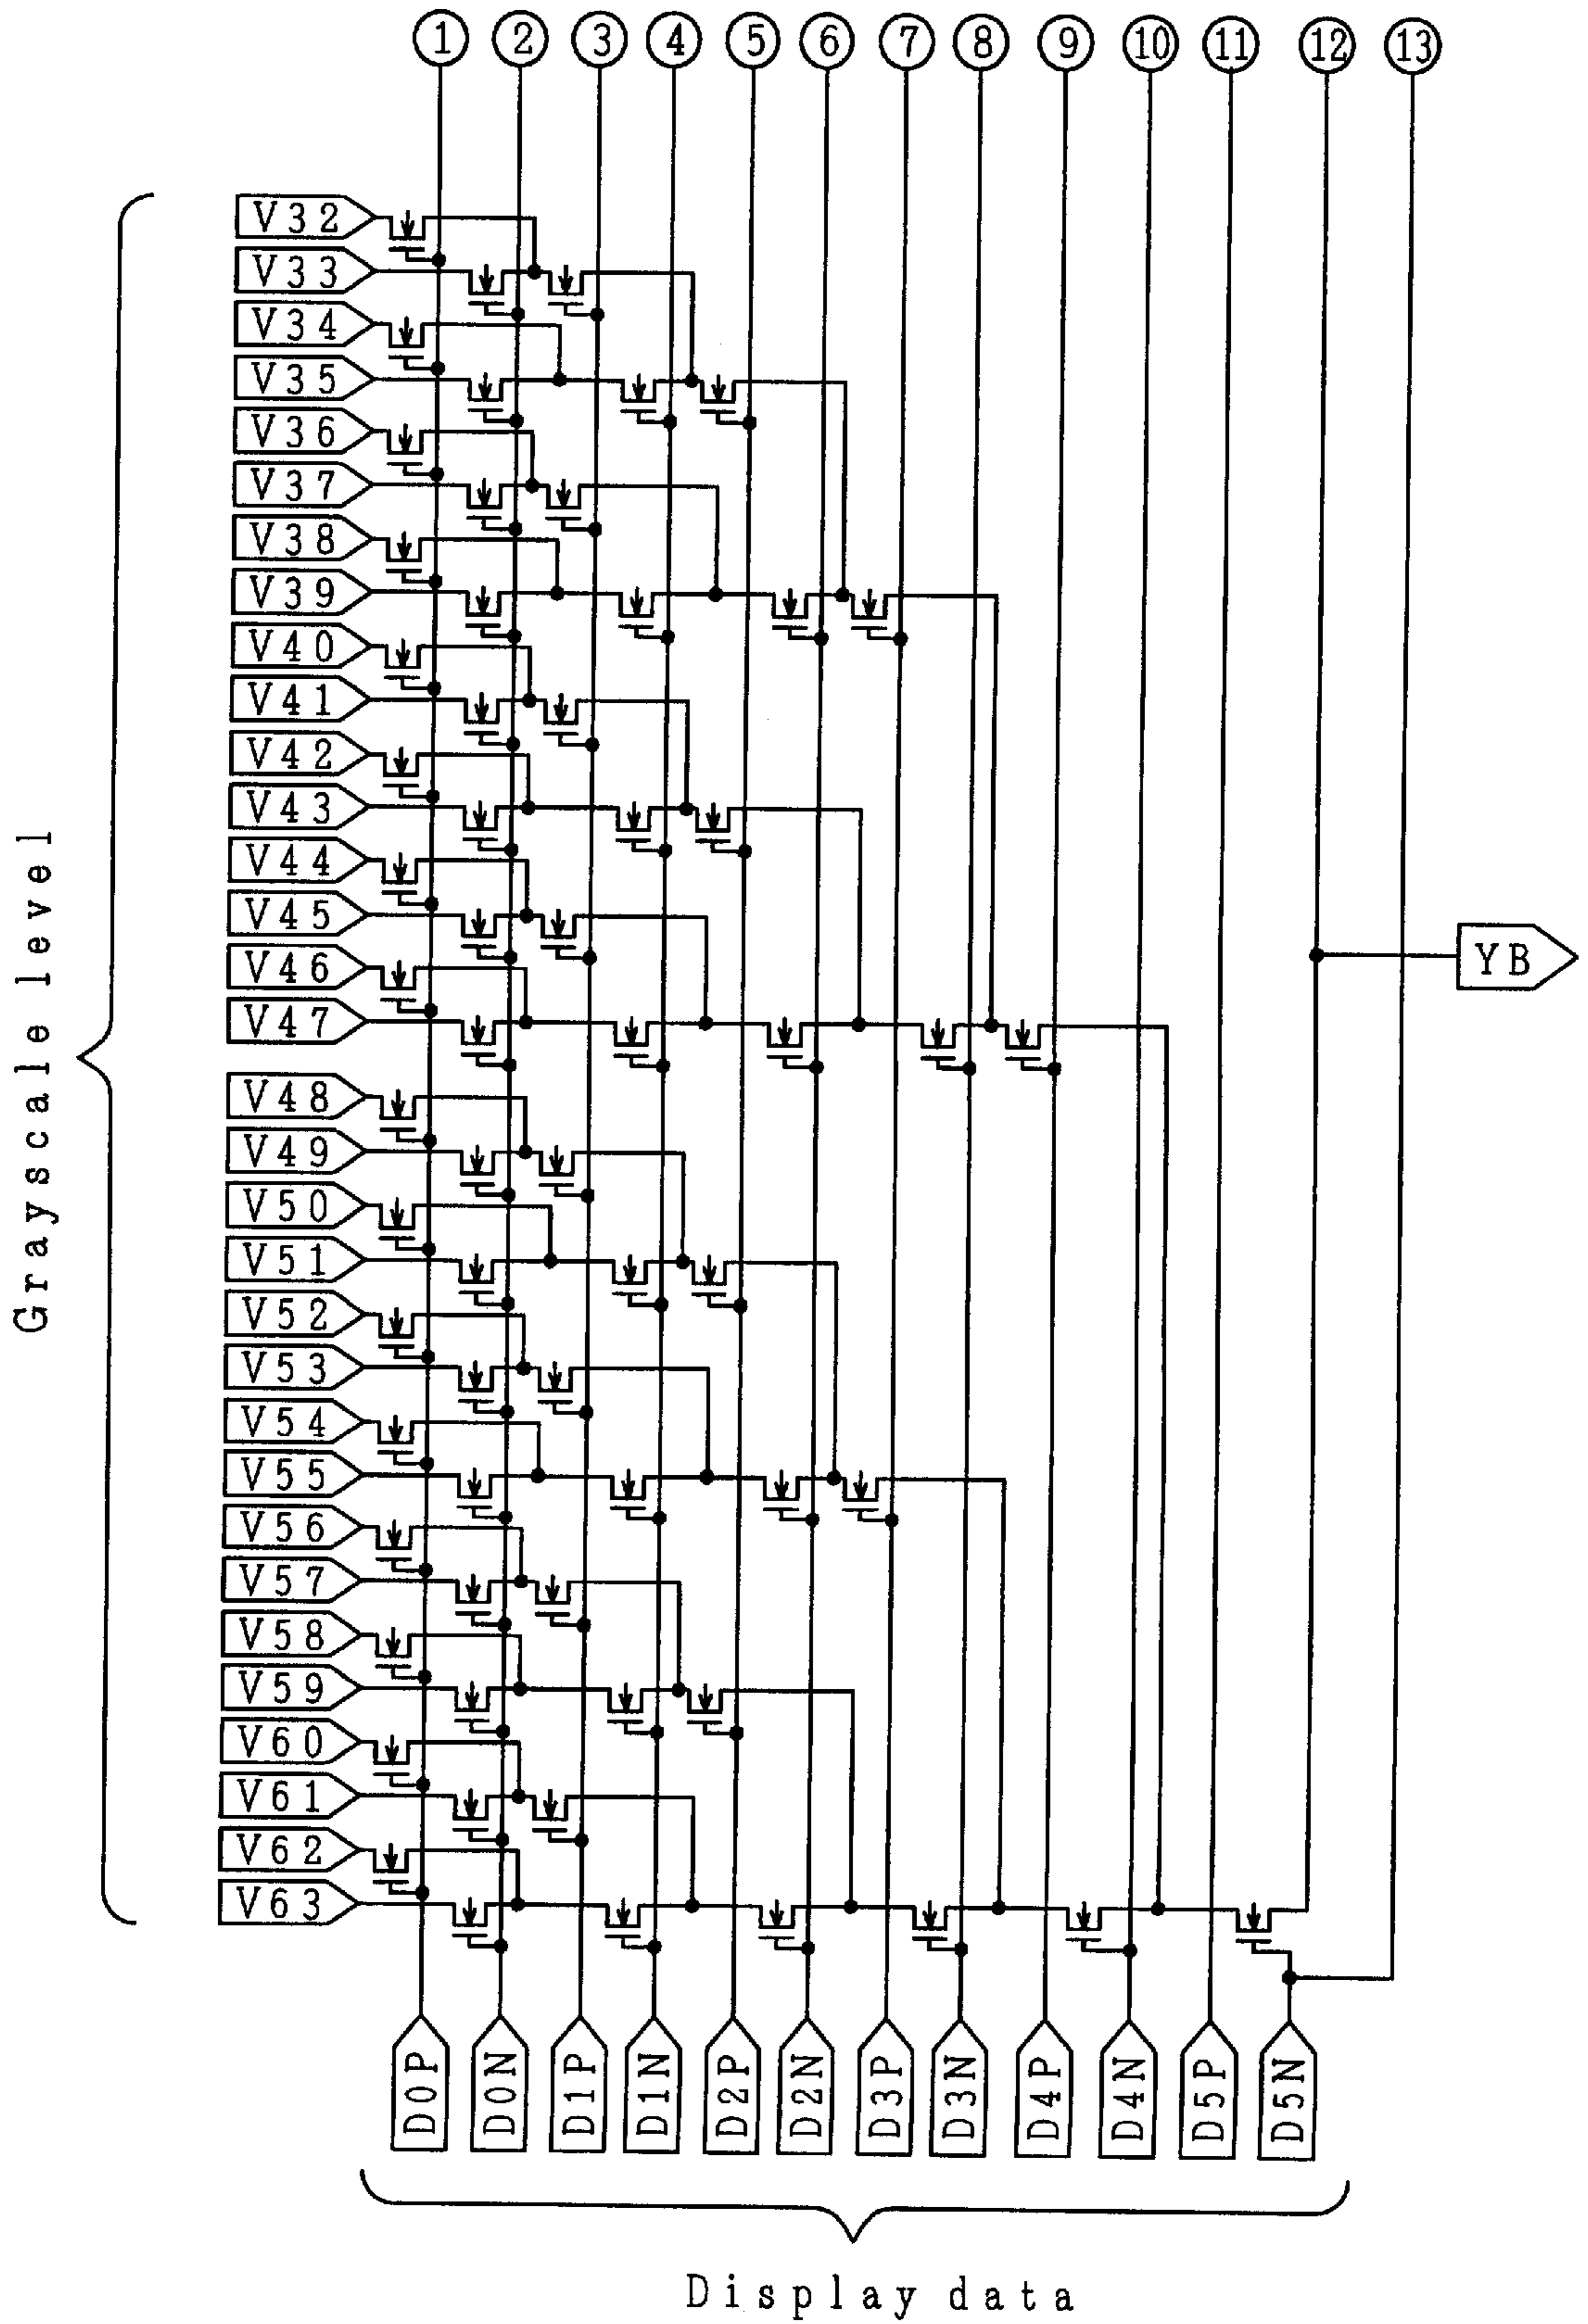 1 2 3 4 5 6 7 8 9 10 11 12 13
V32
V33
V34
V35
V36
V37
V38
V39
V40
V41
V42
V43
V44
V45
V46
V47
V48
V49
V50
V51
V52
V53
V54
V55
V56
V57
V58
V59
V60
V61
V62
V63
Grayscale level
YB
D0P D0N D1P D1N D2P D2N D3P D3N D4P D4N D5P D5N
Display data